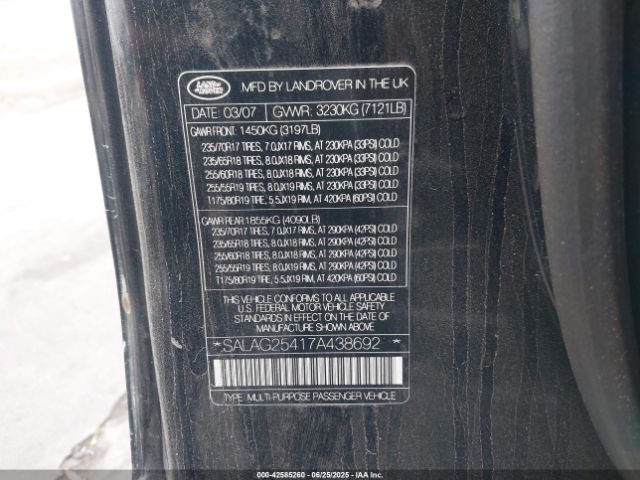 LAND ROVER
MFD BY LANDROVER IN THE UK
DATE: 03/07 GVWR: 3230KG (7121LB)
GAWR FRONT: 1450KG (3197LB)
235/70R17 TIRES, 7.0JX17 RIMS, AT 230KPA (33PSI) COLD
235/65R18 TIRES, 8.0JX18 RIMS, AT 230KPA (33PSI) COLD
255/60R18 TIRES, 8.0JX18 RIMS, AT 230KPA (33PSI) COLD
255/55R19 TIRES, 8.0JX19 RIMS, AT 230KPA (33PSI) COLD
T175/80R19 TIRE, 5.5JX19 RIM, AT 420KPA (60PSI) COLD
GAWR REAR 1855KG (4090LB)
235/70R17 TIRES, 7.0JX17 RIMS, AT 290KPA (42PSI) COLD
235/65R18 TIRES, 8.0JX18 RIMS, AT 290KPA (42PSI) COLD
255/60R18 TIRES, 8.0JX18 RIMS, AT 290KPA (42PSI) COLD
255/55R19 TIRES, 8.0JX19 RIMS, AT 290KPA (42PSI) COLD
T175/80R19 TIRE, 5.5JX19 RIM, AT 420KPA (60PSI) COLD
THIS VEHICLE CONFORMS TO ALL APPLICABLE
U.S. FEDERAL MOTOR VEHICLE SAFETY
STANDARDS IN EFFECT ON THE DATE OF
MANUFACTURE SHOWN ABOVE
*SALAG25417A438692*
TYPE: MULTI-PURPOSE PASSENGER VEHICLE
000-42585260 - 06/25/2025 - IAAI.COM